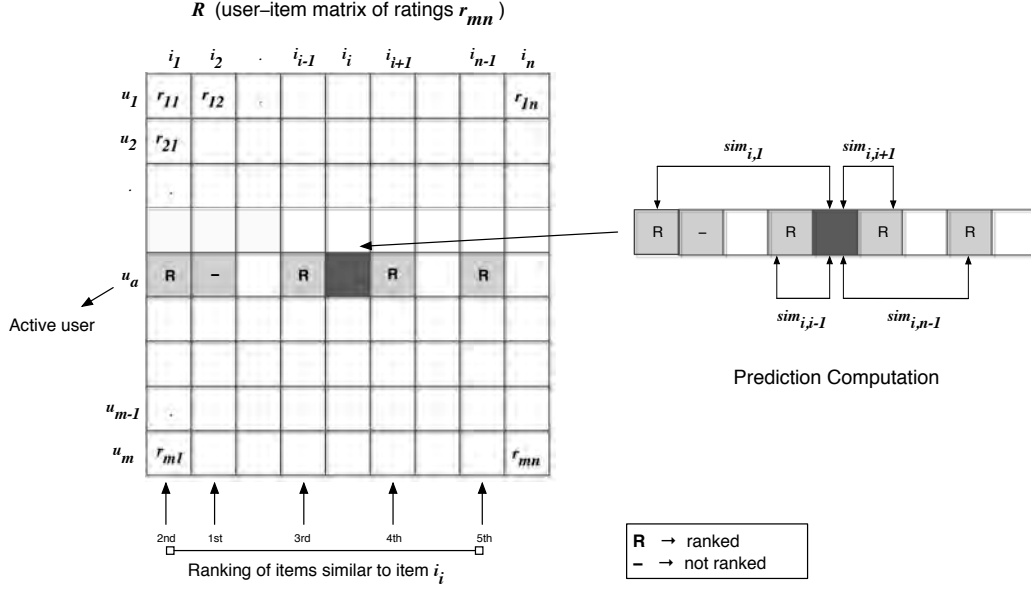 R (user–item matrix of ratings r_mn)
i_1 i_2 . i_i-1 i_i i_i+1 i_n-1 i_n
u_1 r_11 r_12 . r_1n
u_2 r_21
. .
u_a R – R R R
Active user
u_m-1 .
u_m r_m1 r_mn
2nd 1st 3rd 4th 5th
Ranking of items similar to item i_i
sim_i,1 sim_i,i+1
R – R R R
sim_i,i-1 sim_i,n-1
Prediction Computation
R → ranked
– → not ranked